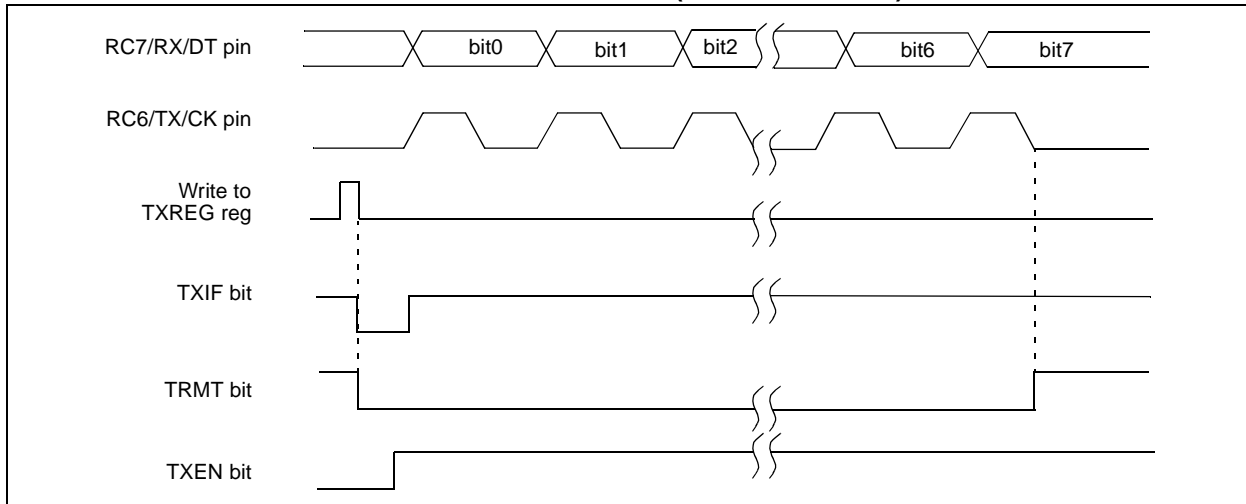 RC7/RX/DT pin
bit0 bit1 bit2 bit6 bit7
RC6/TX/CK pin
Write to
TXREG reg
TXIF bit
TRMT bit
TXEN bit